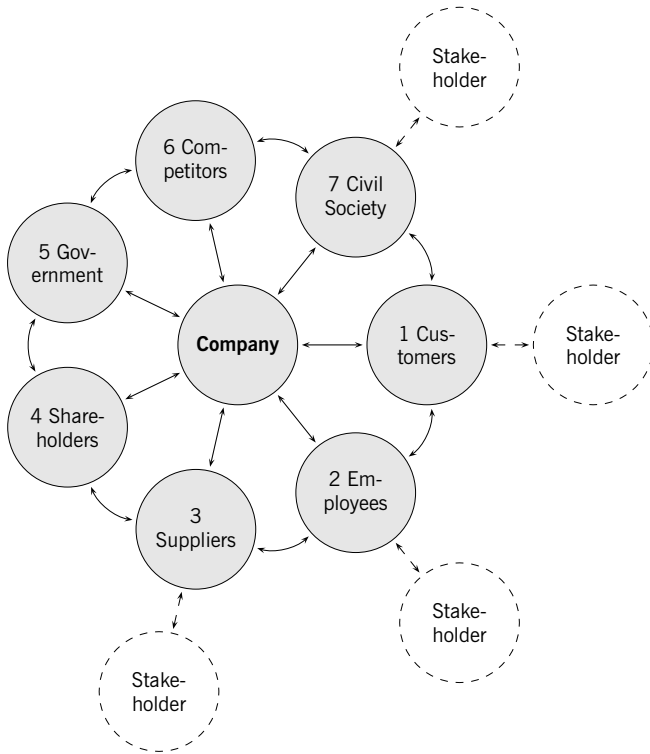 Stake-
holder
6 Com-
petitors
7 Civil
Society
5 Gov-
ernment
Company
1 Cus-
tomers
Stake-
holder
4 Share-
holders
2 Em-
ployees
3
Suppliers
Stake-
holder
Stake-
holder